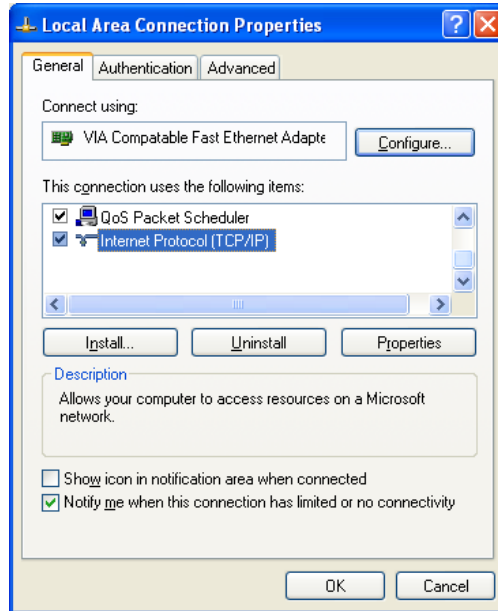 Local Area Connection Properties
General Authentication Advanced
Connect using:
VIA Compatable Fast Ethernet Adapte
Configure...
This connection uses the following items:
QoS Packet Scheduler
Internet Protocol (TCP/IP)
Install... Uninstall Properties
Description
Allows your computer to access resources on a Microsoft
network.
Show icon in notification area when connected
Notify me when this connection has limited or no connectivity
OK Cancel